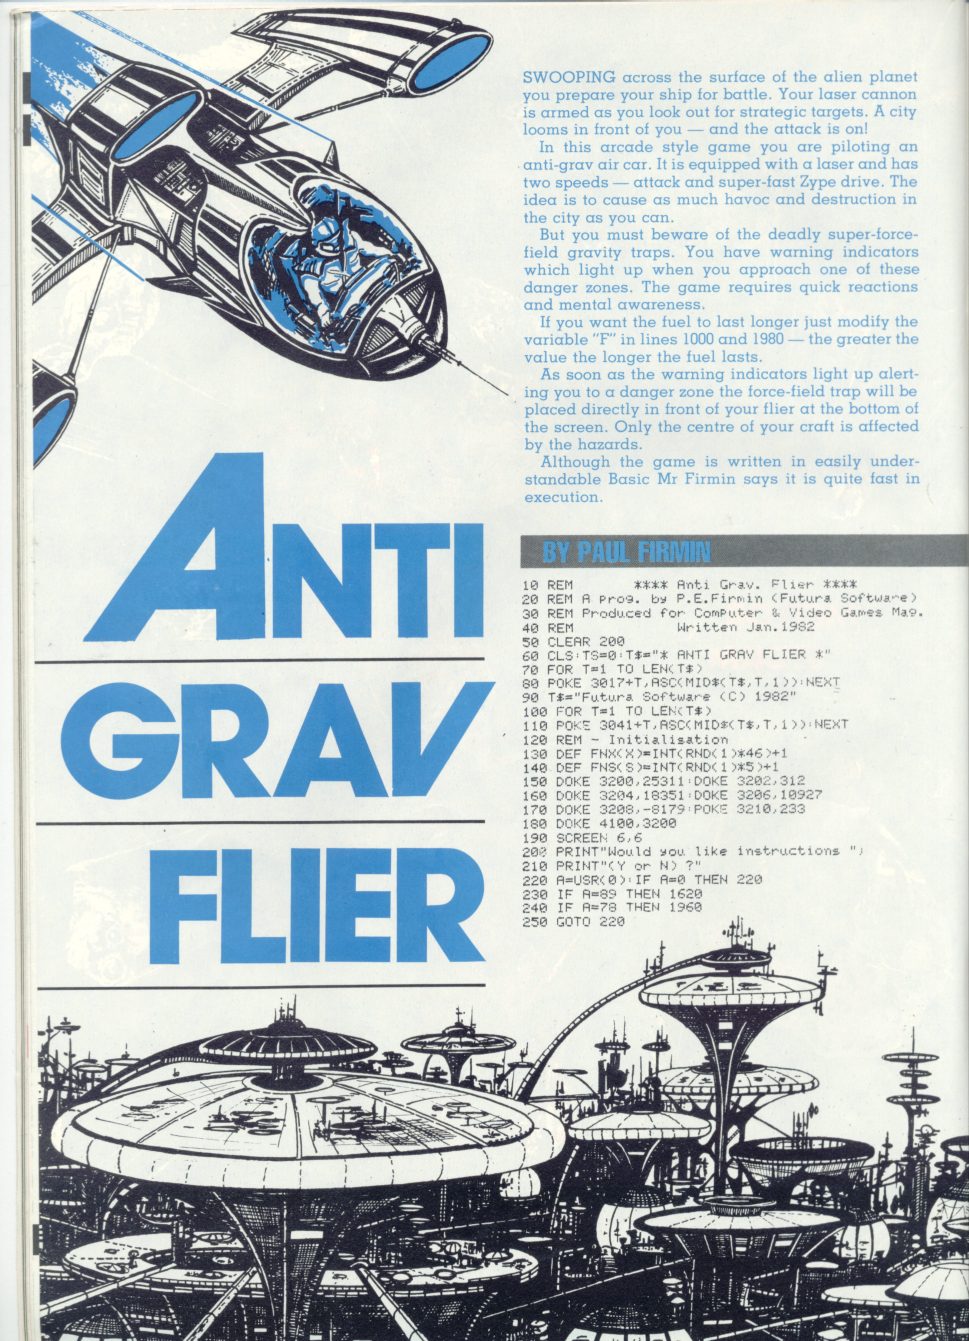 SWOOPING across the surface of the alien planet
you prepare your ship for battle. Your laser cannon
is armed as you look out for strategic targets. A city
looms in front of you — and the attack is on!
In this arcade style game you are piloting an
anti-grav air car. It is equipped with a laser and has
two speeds — attack and super-fast Zype drive. The
idea is to cause as much havoc and destruction in
the city as you can.
But you must beware of the deadly super-force-
field gravity traps. You have warning indicators
which light up when you approach one of these
danger zones. The game requires quick reactions
and mental awareness.
If you want the fuel to last longer just modify the
variable "F" in lines 1000 and 1980 — the greater the
value the longer the fuel lasts.
As soon as the warning indicators light up alert-
ing you to a danger zone the force-field trap will be
placed directly in front of your flier at the bottom of
the screen. Only the centre of your craft is affected
by the hazards.
Although the game is written in easily under-
standable Basic Mr Firmin says it is quite fast in
execution.
ANTI
GRAV
FLIER
BY PAUL FIRMIN
10 REM **** Anti Grav. Flier ****
20 REM A prog. by P.E.Firmin (Futura Software)
30 REM Produced for Computer & Video Games Mag.
40 REM Written Jan.1982
50 CLEAR 200
60 CLS:TS=0:T$="* ANTI GRAV FLIER *"
70 FOR T=1 TO LEN(T$)
80 POKE 3017+T,ASC(MID$(T$,T,1)):NEXT
90 T$="Futura Software (C) 1982"
100 FOR T=1 TO LEN(T$)
110 POKE 3041+T,ASC(MID$(T$,T,1)):NEXT
120 REM - Initialisation
130 DEF FNX(X)=INT(RND(1)*46)+1
140 DEF FNS(S)=INT(RND(1)*5)+1
150 DOKE 3200,25311:DOKE 3202,312
160 DOKE 3204,18351:DOKE 3206,10927
170 DOKE 3208,-8179:POKE 3210,233
180 DOKE 4100,3200
190 SCREEN 6,6
200 PRINT"Would you like instructions ";
210 PRINT"(Y or N) ?"
220 A=USR(0):IF A=0 THEN 220
230 IF A=89 THEN 1620
240 IF A=78 THEN 1960
250 GOTO 220